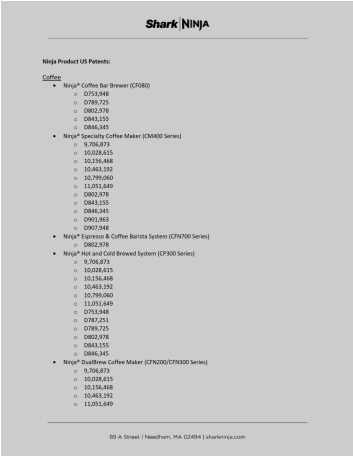 Shark | NINJA
Ninja Product US Patents:
Coffee
• Ninja® Coffee Bar Brewer (CF080)
o D753,948
o D789,725
o D802,978
o D843,155
o D846,345
• Ninja® Specialty Coffee Maker (CM400 Series)
o 9,706,873
o 10,028,615
o 10,156,468
o 10,463,192
o 10,799,060
o 11,051,649
o D802,978
o D843,155
o D846,345
o D901,963
o D907,948
• Ninja® Espresso & Coffee Barista System (CFN700 Series)
o D802,978
• Ninja® Hot and Cold Brewed System (CP300 Series)
o 9,706,873
o 10,028,615
o 10,156,468
o 10,463,192
o 10,799,060
o 11,051,649
o D753,948
o D787,251
o D789,725
o D802,978
o D843,155
o D846,345
• Ninja® DualBrew Coffee Maker (CFN200/CFN300 Series)
o 9,706,873
o 10,028,615
o 10,156,468
o 10,463,192
o 11,051,649
89 A Street | Needham, MA 02494 | sharkninja.com